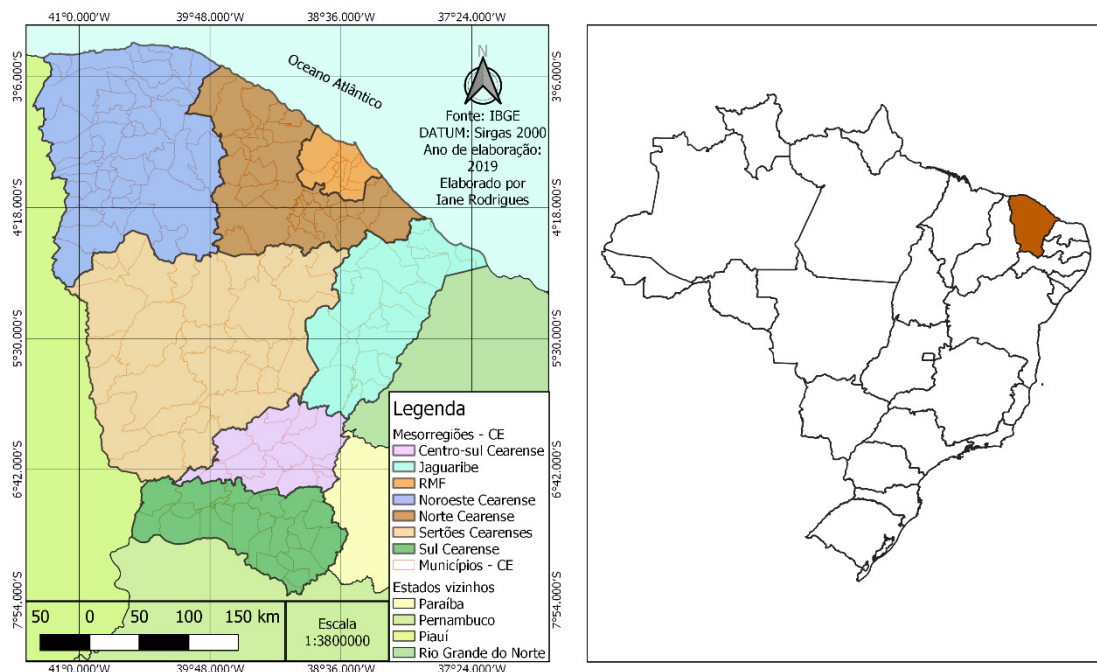 41°0.000'W 39°48.000'W 38°36.000'W 37°24.000'W
3°6.000'S 3°6.000'S
4°18.000'S 4°18.000'S
5°30.000'S 5°30.000'S
6°42.000'S 6°42.000'S
7°54.000'S 7°54.000'S
Oceano Atlântico
N
Fonte: IBGE
DATUM: Sirgas 2000
Ano de elaboração:
2019
Elaborado por
Iane Rodrigues
Legenda
Mesorregiões - CE
Centro-sul Cearense
Jaguaribe
RMF
Noroeste Cearense
Norte Cearense
Sertões Cearenses
Sul Cearense
Municípios - CE
Estados vizinhos
Paraíba
Pernambuco
Piauí
Rio Grande do Norte
50 0 50 100 150 km
Escala
1:3800000
41°0.000'W 39°48.000'W 38°36.000'W 37°24.000'W